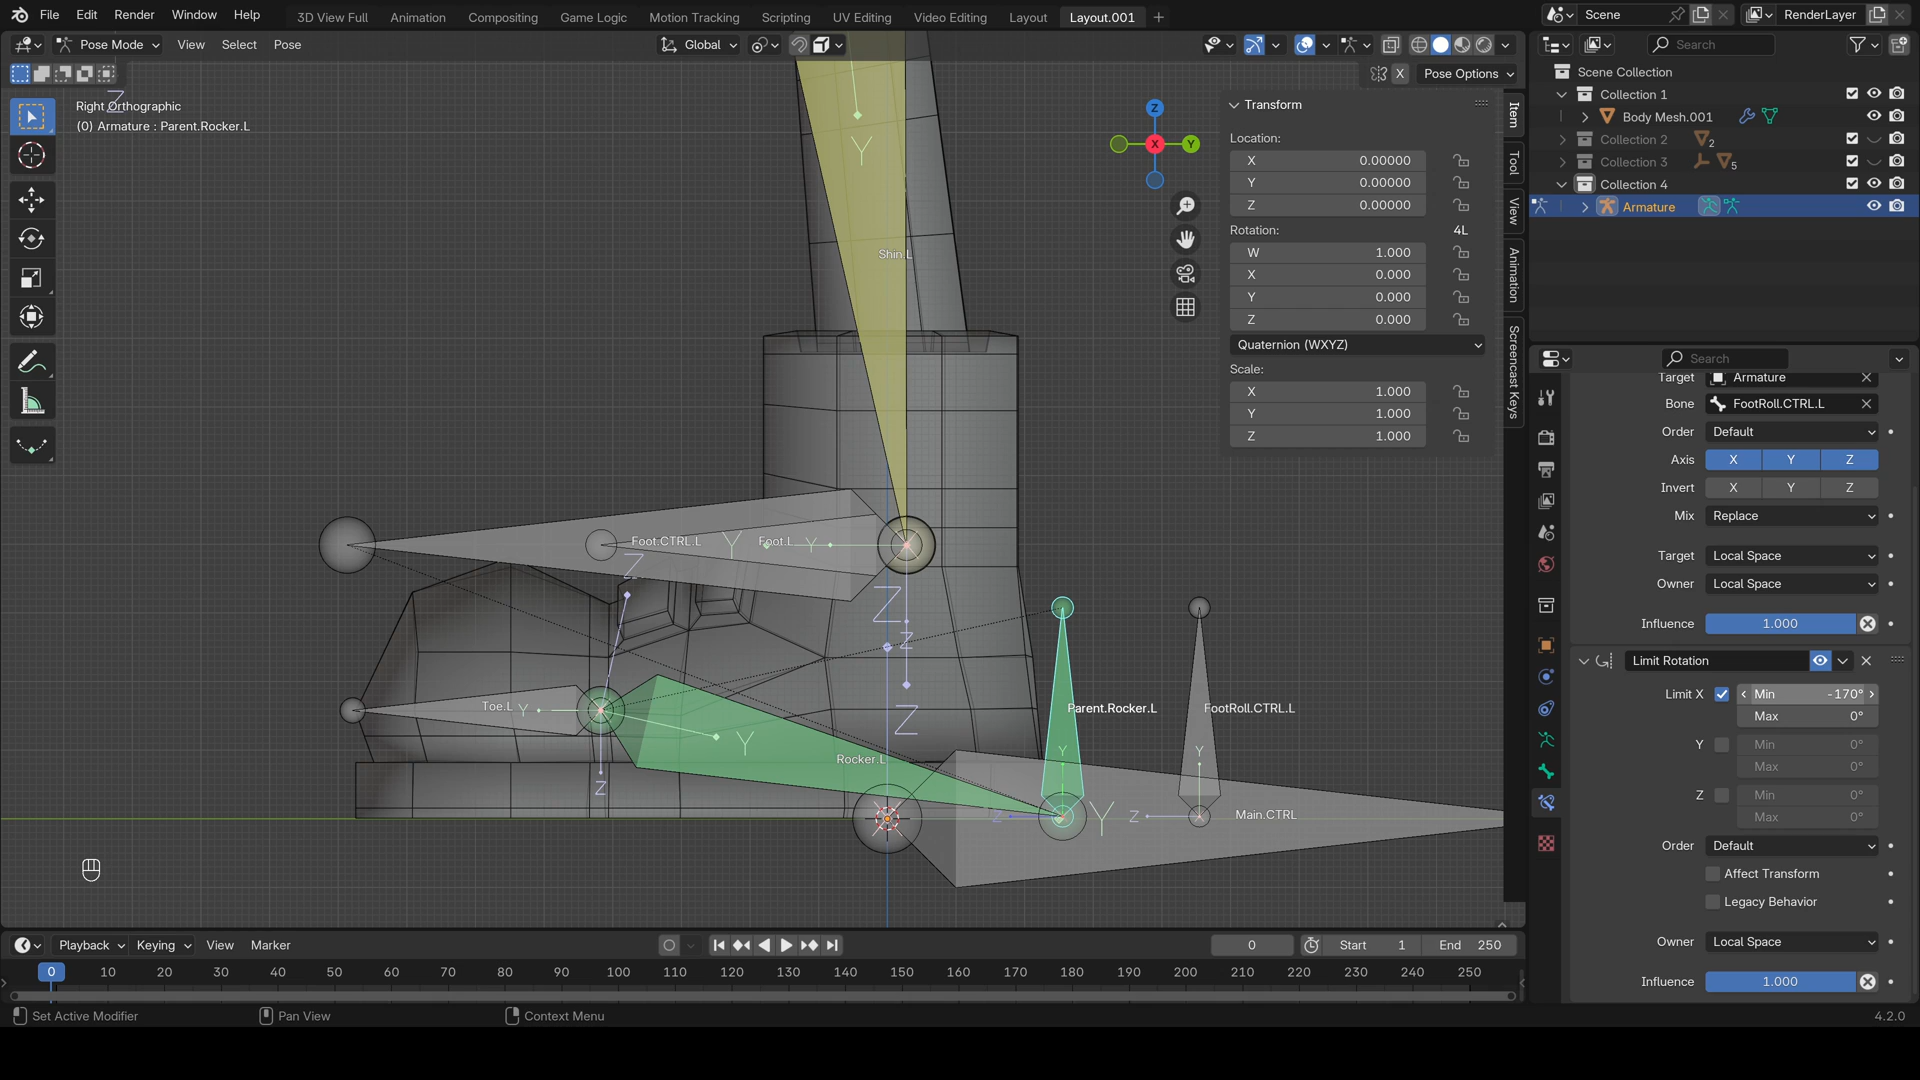 File Edit Render Window Help 3D View Full Animation Compositing Game Logic Motion Tracking Scripting UV Editing Video Editing Layout Layout.001 + Scene RenderLayer
Pose Mode View Select Pose Global
X Pose Options
Search
Scene Collection
Collection 1
Body Mesh.001
Collection 2 2
Collection 3 5
Collection 4
Armature
Right Orthographic
(0) Armature : Parent.Rocker.L
Z
X
Y
Transform
Location:
X 0.00000
Y 0.00000
Z 0.00000
Rotation: 4L
W 1.000
X 0.000
Y 0.000
Z 0.000
Quaternion (WXYZ)
Scale:
X 1.000
Y 1.000
Z 1.000
Item
Tool
View
Animation
Screencast Keys
Z
Y
Shin.L
Foot.CTRL.L Y Foot.L Y
Z
Z
Z
Toe.L Y
Z
Parent.Rocker.L FootRoll.CTRL.L
Y
Rocker.L
Y Y
Z
Z Y Z Main.CTRL
Search
Target Armature
Bone FootRoll.CTRL.L
Order Default
Axis X Y Z
Invert X Y Z
Mix Replace
Target Local Space
Owner Local Space
Influence 1.000
Limit Rotation
Limit X Min -170°
Max 0°
Y Min 0°
Max 0°
Z Min 0°
Max 0°
Order Default
Affect Transform
Legacy Behavior
Owner Local Space
Influence 1.000
Playback Keying View Marker 0 Start 1 End 250
0 10 20 30 40 50 60 70 80 90 100 110 120 130 140 150 160 170 180 190 200 210 220 230 240 250
Set Active Modifier Pan View Context Menu 4.2.0